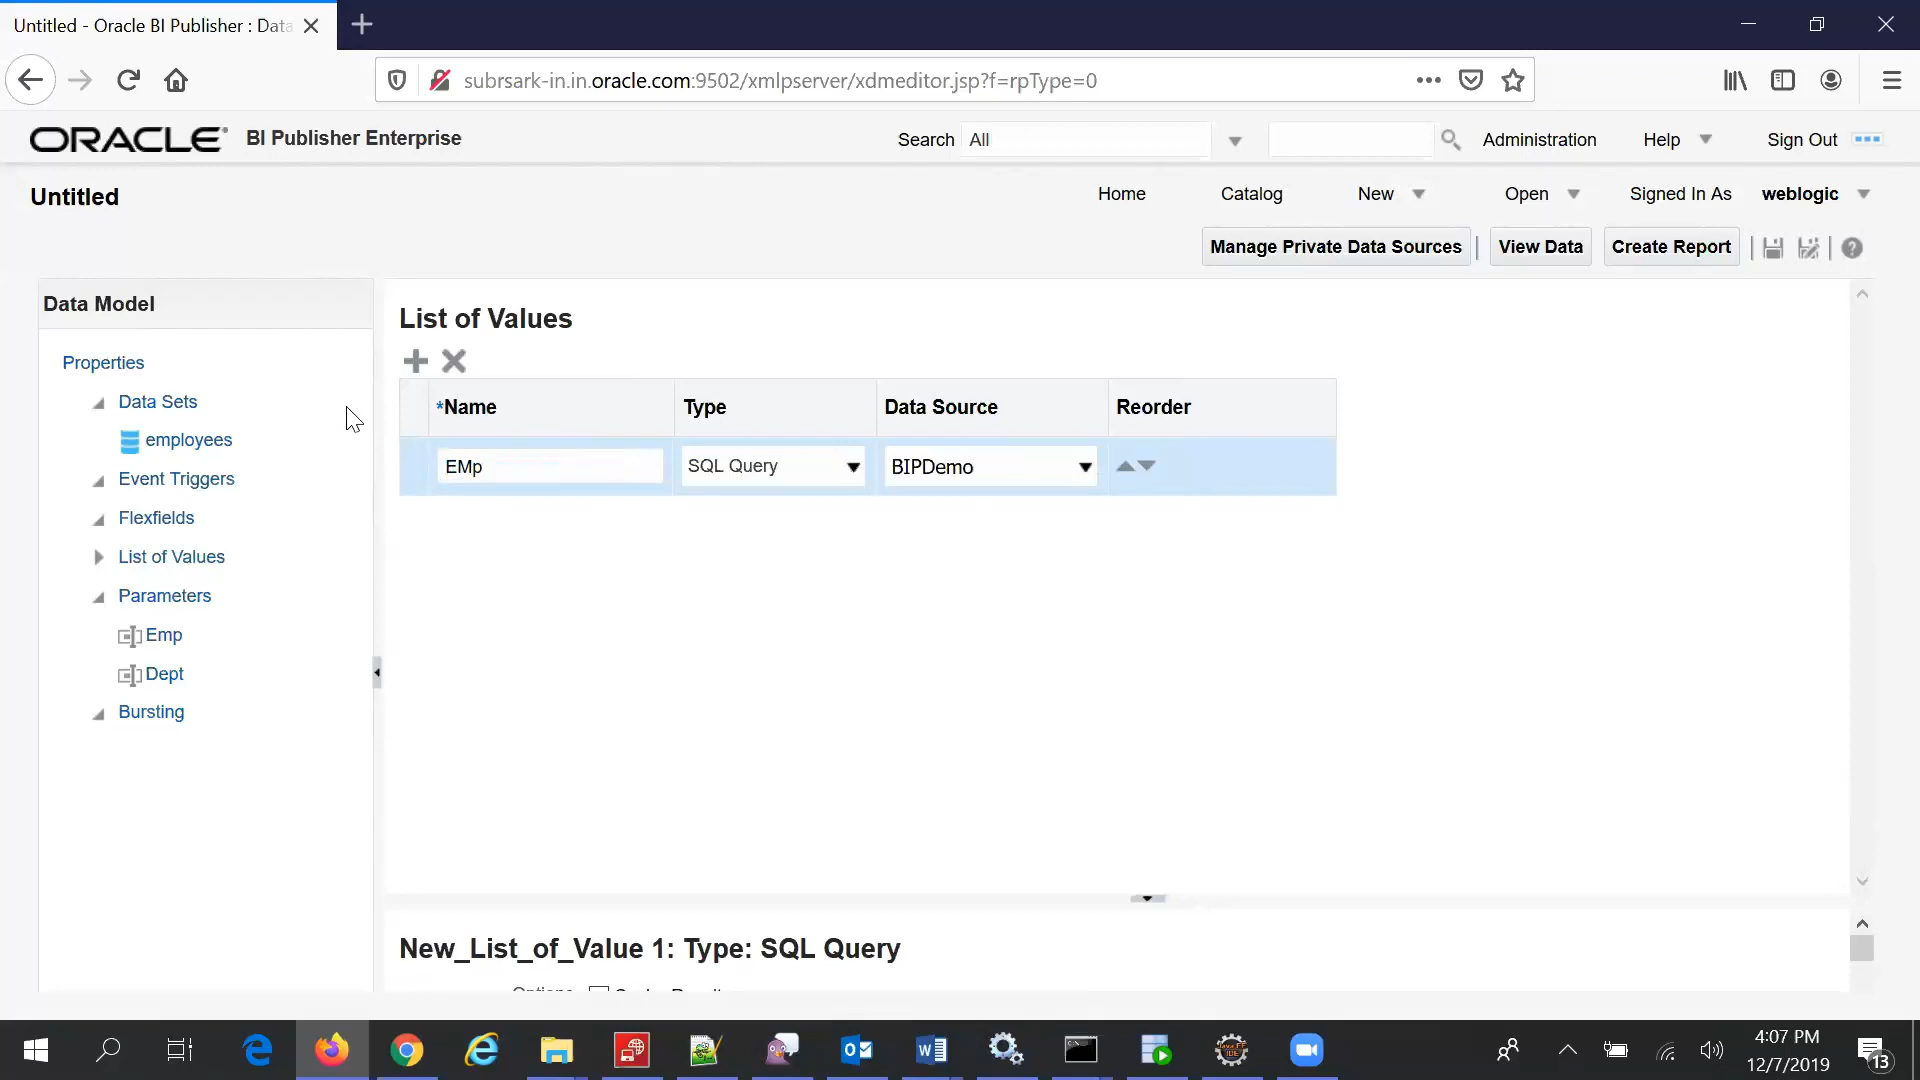 Untitled - Oracle BI Publisher : Data
subrsark-in.in.oracle.com:9502/xmlpserver/xdmeditor.jsp?f=rpType=0
ORACLE BI Publisher Enterprise
Search All
Administration Help Sign Out
Untitled
Home Catalog New Open Signed In As weblogic
Manage Private Data Sources View Data Create Report
Data Model
Properties
Data Sets
employees
Event Triggers
Flexfields
List of Values
Parameters
Emp
Dept
Bursting
List of Values
*Name Type Data Source Reorder
EMp SQL Query BIPDemo
New_List_of_Value 1: Type: SQL Query
4:07 PM
12/7/2019
13